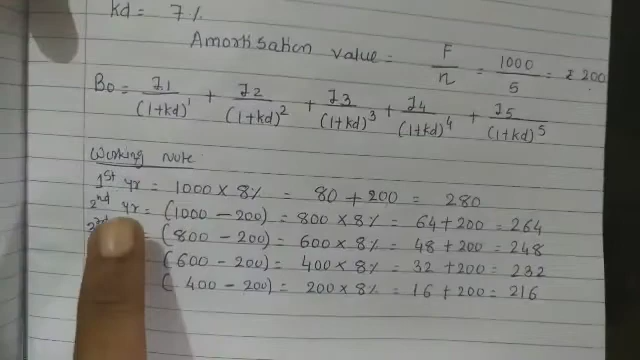 kd = 7 %
Amortisation value = F/n = 1000/5 = ₹ 200
B0 = I1/(1+kd)^1 + I2/(1+kd)^2 + I3/(1+kd)^3 + I4/(1+kd)^4 + I5/(1+kd)^5
Working note
1st yr = 1000 × 8% = 80 + 200 = 280
2nd yr = (1000 - 200) = 800 × 8% = 64 + 200 = 264
(800 - 200) = 600 × 8% = 48 + 200 = 248
(600 - 200) = 400 × 8% = 32 + 200 = 232
(400 - 200) = 200 × 8% = 16 + 200 = 216